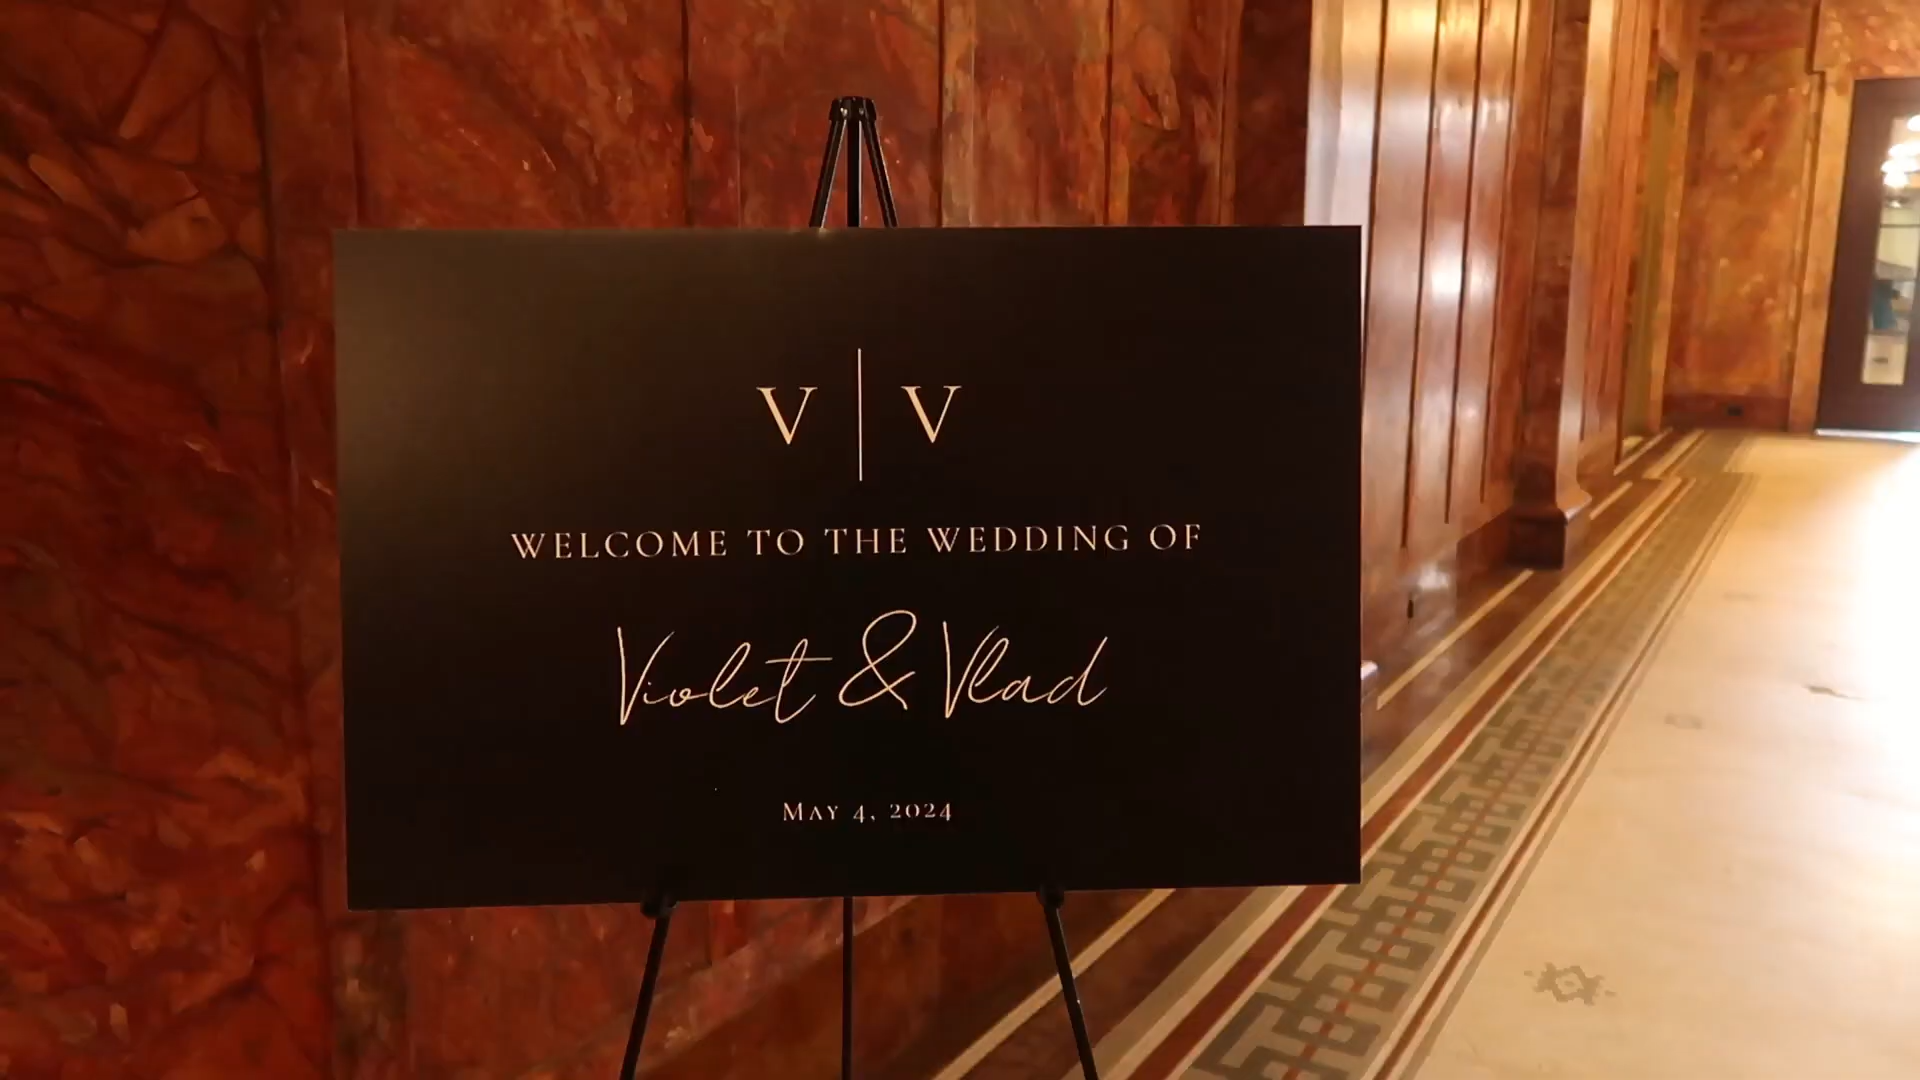 V | V
WELCOME TO THE WEDDING OF
Violet & Vlad
MAY 4, 2024